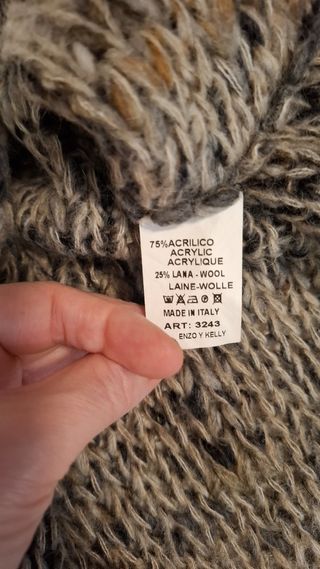 75% ACRILICO
ACRYLIC
ACRYLIQUE
25% LANA - WOOL
LAINE-WOLLE
MADE IN ITALY
ART: 3243
ENZO Y KELLY